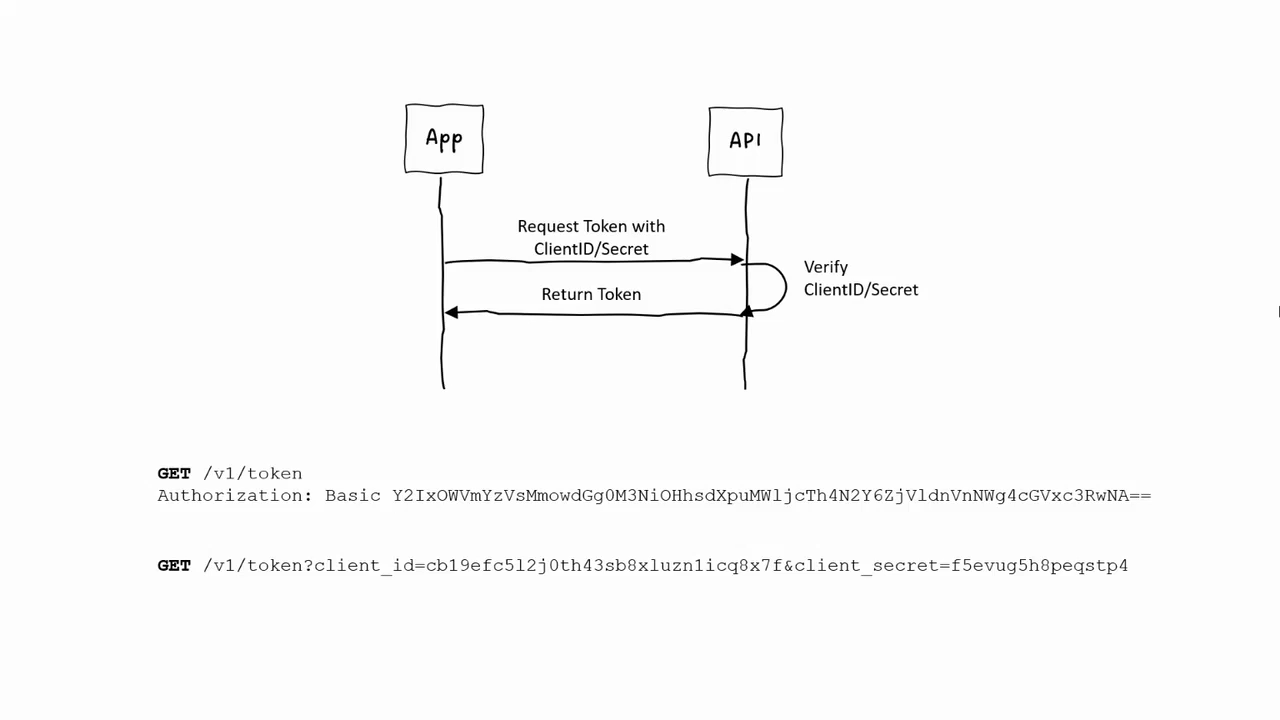 App
API
Request Token with
ClientID/Secret
Verify
ClientID/Secret
Return Token
GET /v1/token
Authorization: Basic Y2IxOWVmYzVsMmowdGg0M3NiOHhsdXpuMWljcTh4N2Y6ZjVldnVnNWg4cGVxc3RwNA==
GET /v1/token?client_id=cb19efc5l2j0th43sb8xluzn1icq8x7f&client_secret=f5evug5h8peqstp4